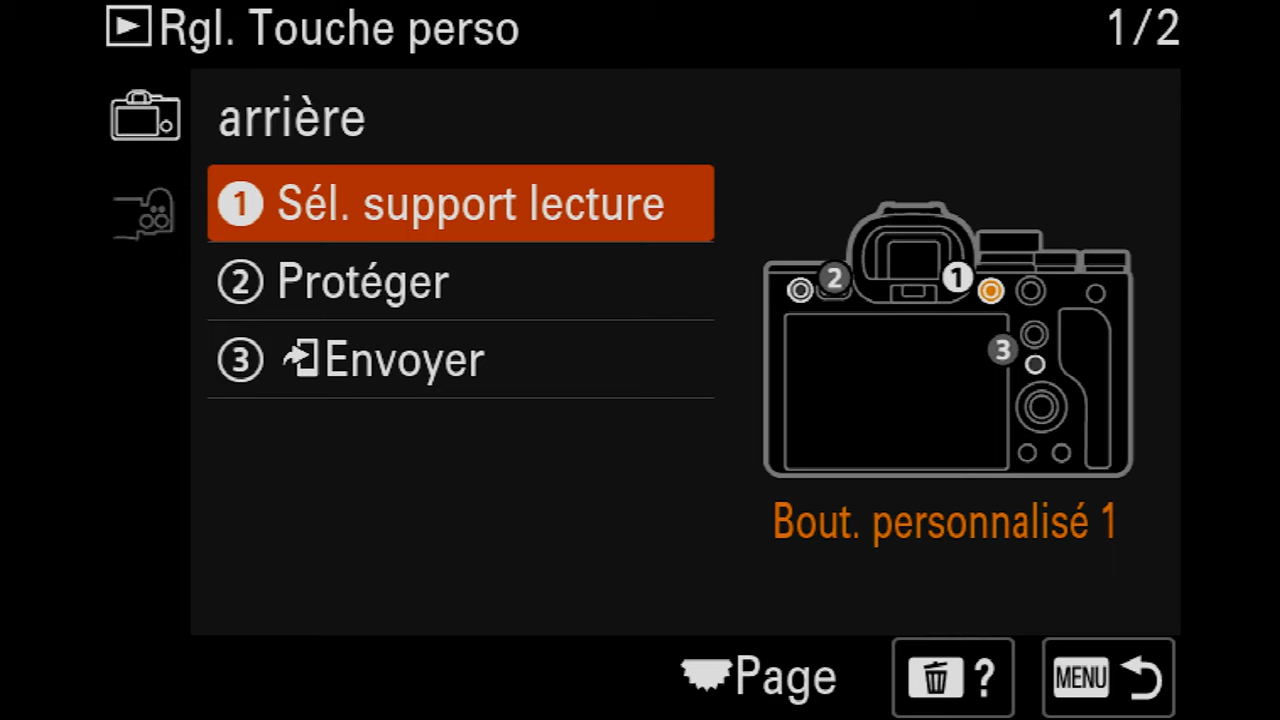 Rgl. Touche perso
1/2
arrière
1 Sél. support lecture
2 Protéger
3 Envoyer
1
2
3
Bout. personnalisé 1
Page
?
MENU